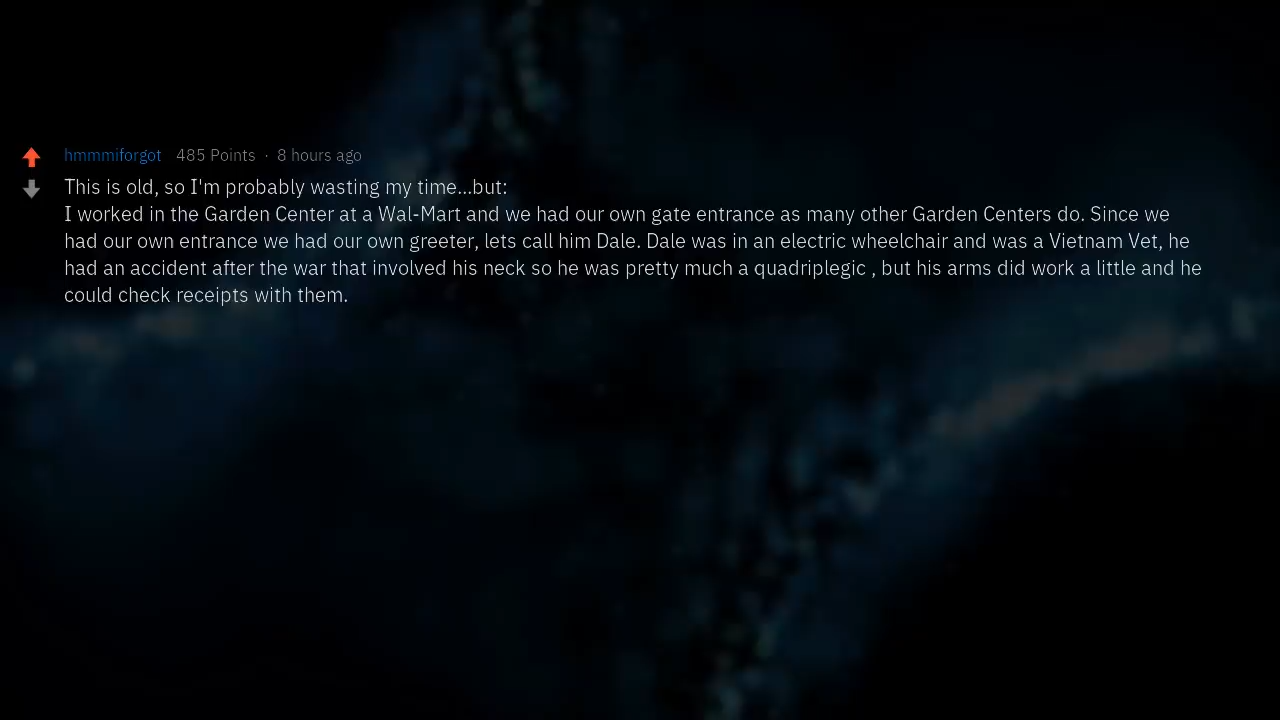 hmmmiforgot 485 Points · 8 hours ago
This is old, so I'm probably wasting my time...but:
I worked in the Garden Center at a Wal-Mart and we had our own gate entrance as many other Garden Centers do. Since we
had our own entrance we had our own greeter, lets call him Dale. Dale was in an electric wheelchair and was a Vietnam Vet, he
had an accident after the war that involved his neck so he was pretty much a quadriplegic , but his arms did work a little and he
could check receipts with them.